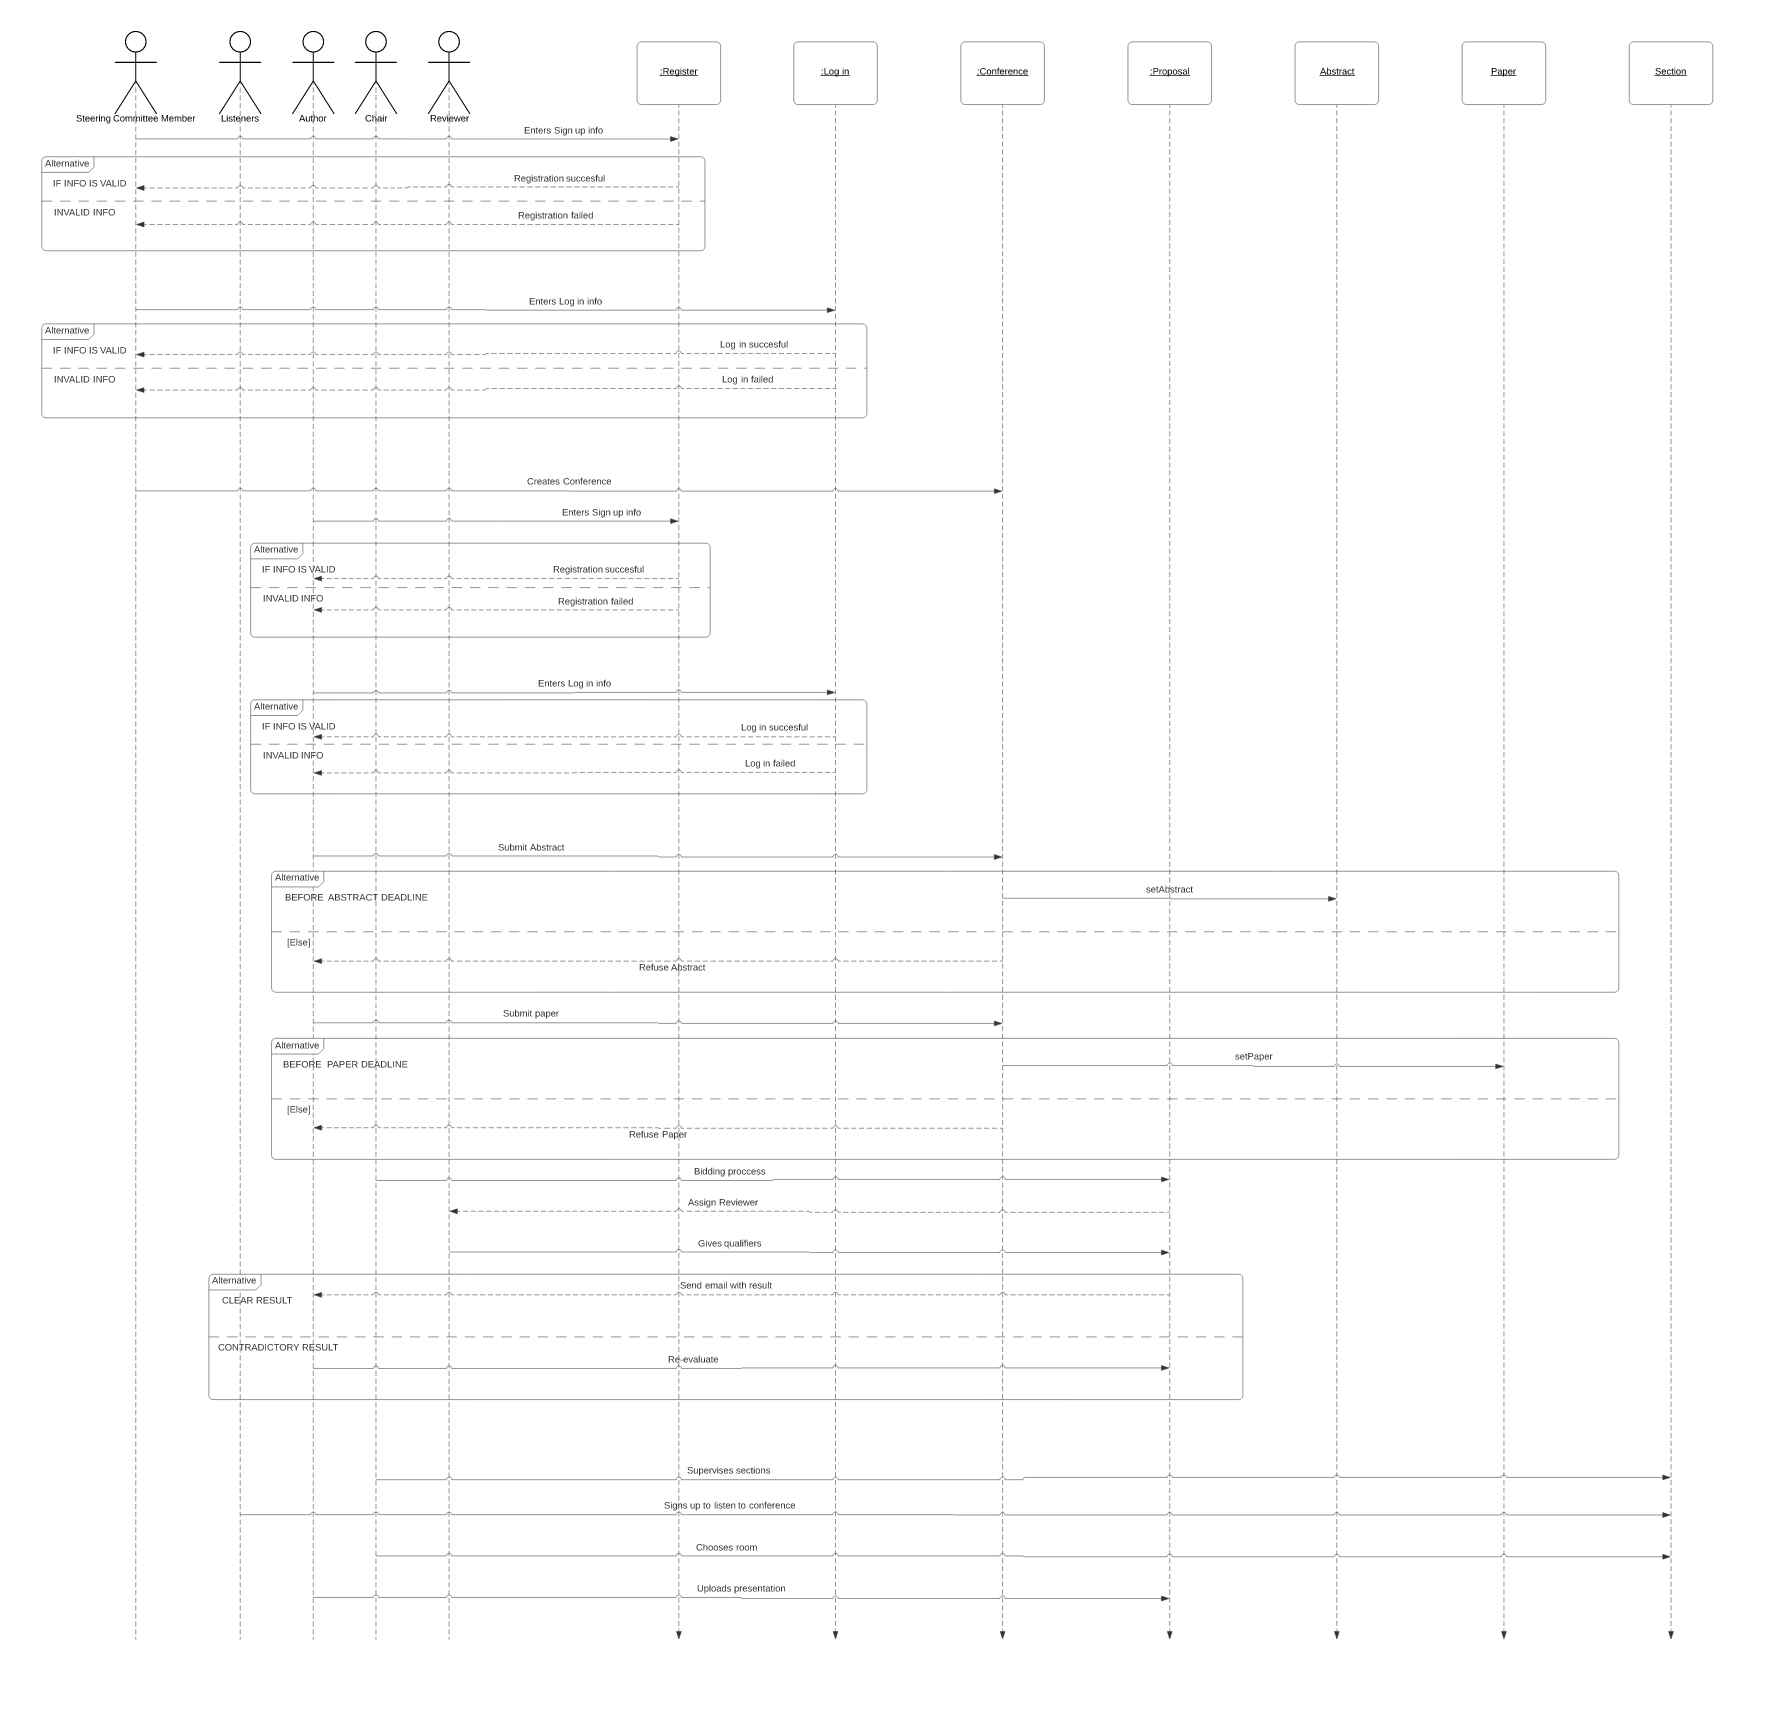 :Register
:Log in
:Conference
:Proposal
Abstract
Paper
Section
Steering Committee Member
Listeners
Author
Chair
Reviewer
Enters Sign up info
Alternative
IF INFO IS VALID
Registration succesful
INVALID INFO
Registration failed
Enters Log in info
Alternative
IF INFO IS VALID
Log in succesful
INVALID INFO
Log in failed
Creates Conference
Enters Sign up info
Alternative
IF INFO IS VALID
Registration succesful
INVALID INFO
Registration failed
Enters Log in info
Alternative
IF INFO IS VALID
Log in succesful
INVALID INFO
Log in failed
Submit Abstract
Alternative
BEFORE ABSTRACT DEADLINE
setAbstract
[Else]
Refuse Abstract
Submit paper
Alternative
BEFORE PAPER DEADLINE
setPaper
[Else]
Refuse Paper
Bidding proccess
Assign Reviewer
Gives qualifiers
Alternative
Send email with result
CLEAR RESULT
CONTRADICTORY RESULT
Re-evaluate
Supervises sections
Signs up to listen to conference
Chooses room
Uploads presentation